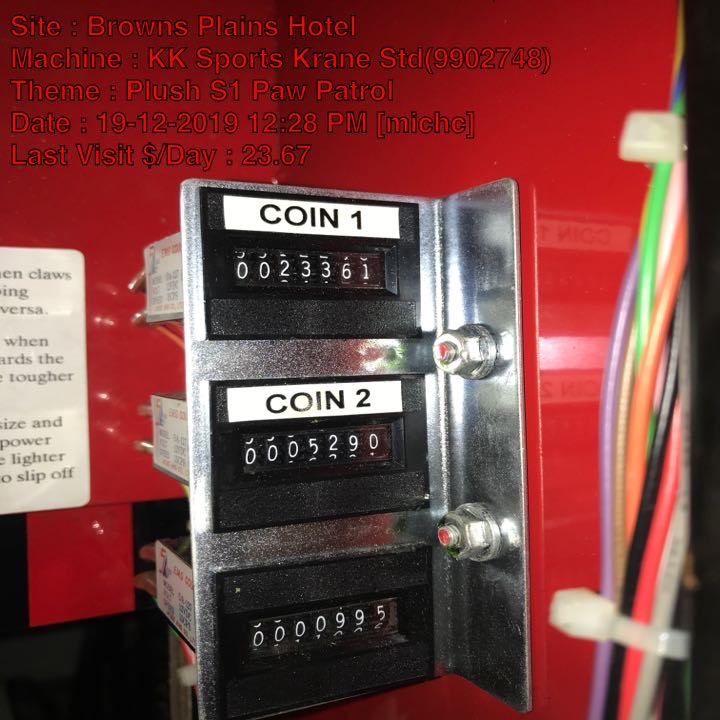 Site : Browns Plains Hotel
Machine : KK Sports Krane Std(9902748)
Theme : Plush S1 Paw Patrol
Date : 19-12-2019 12:28 PM [michc]
Last Visit $/Day : 23.67
COIN 1
0023361
COIN 2
0005290
0000995
en claws
ping
versa.
when
ards the
e tougher
size and
power
e lighter
to slip off